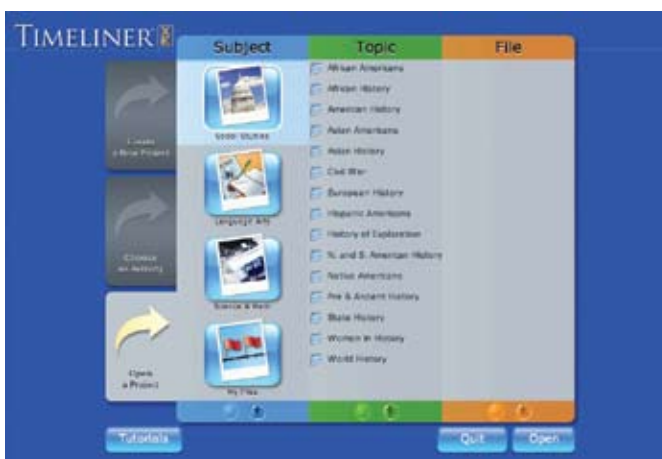 TIMELINER
Subject
Topic
File
Create
a New Project
Choose
an Activity
Open
a Project
Social Studies
Language Arts
Science & Math
My Files
African Americans
African History
American History
Asian Americans
Asian History
Civil War
European History
Hispanic Americans
History of Exploration
N. and S. American History
Native Americans
Pre & Ancient History
State History
Women in History
World History
Tutorials
Quit
Open